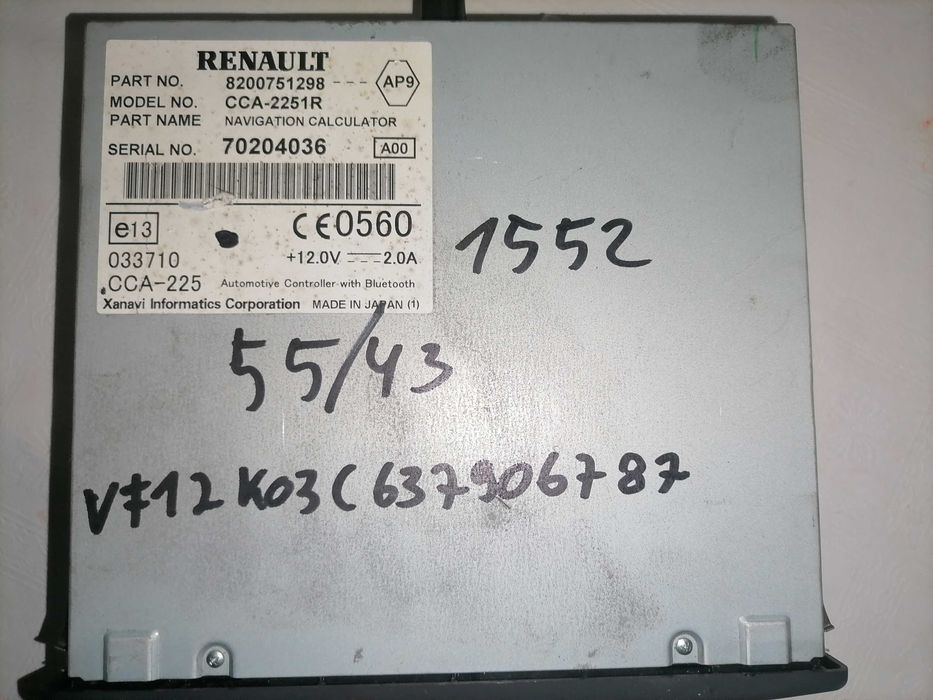 RENAULT
PART NO. 8200751298 --- AP9
MODEL NO. CCA-2251R
PART NAME NAVIGATION CALCULATOR
SERIAL NO. 70204036 A00
e13 CE0560
033710 +12.0V 2.0A
CCA-225 Automotive Controller with Bluetooth
Xanavi Informatics Corporation MADE IN JAPAN (1)
1552
55/43
VF12K03C637906787